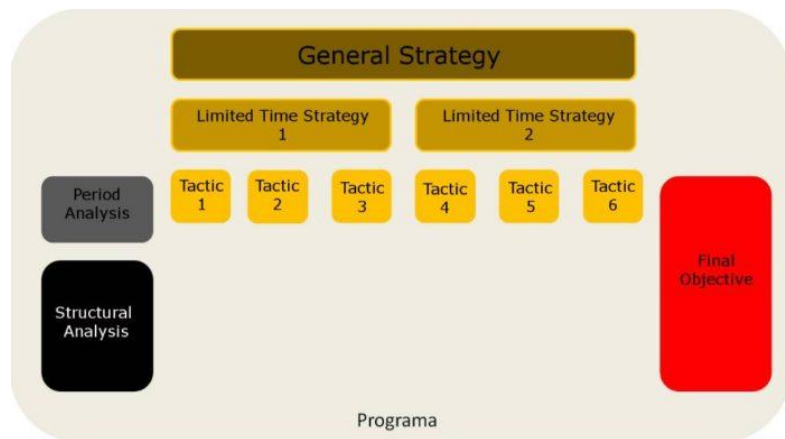 General Strategy
Limited Time Strategy
1
Limited Time Strategy
2
Period
Analysis
Tactic
1
Tactic
2
Tactic
3
Tactic
4
Tactic
5
Tactic
6
Final
Objective
Structural
Analysis
Programa